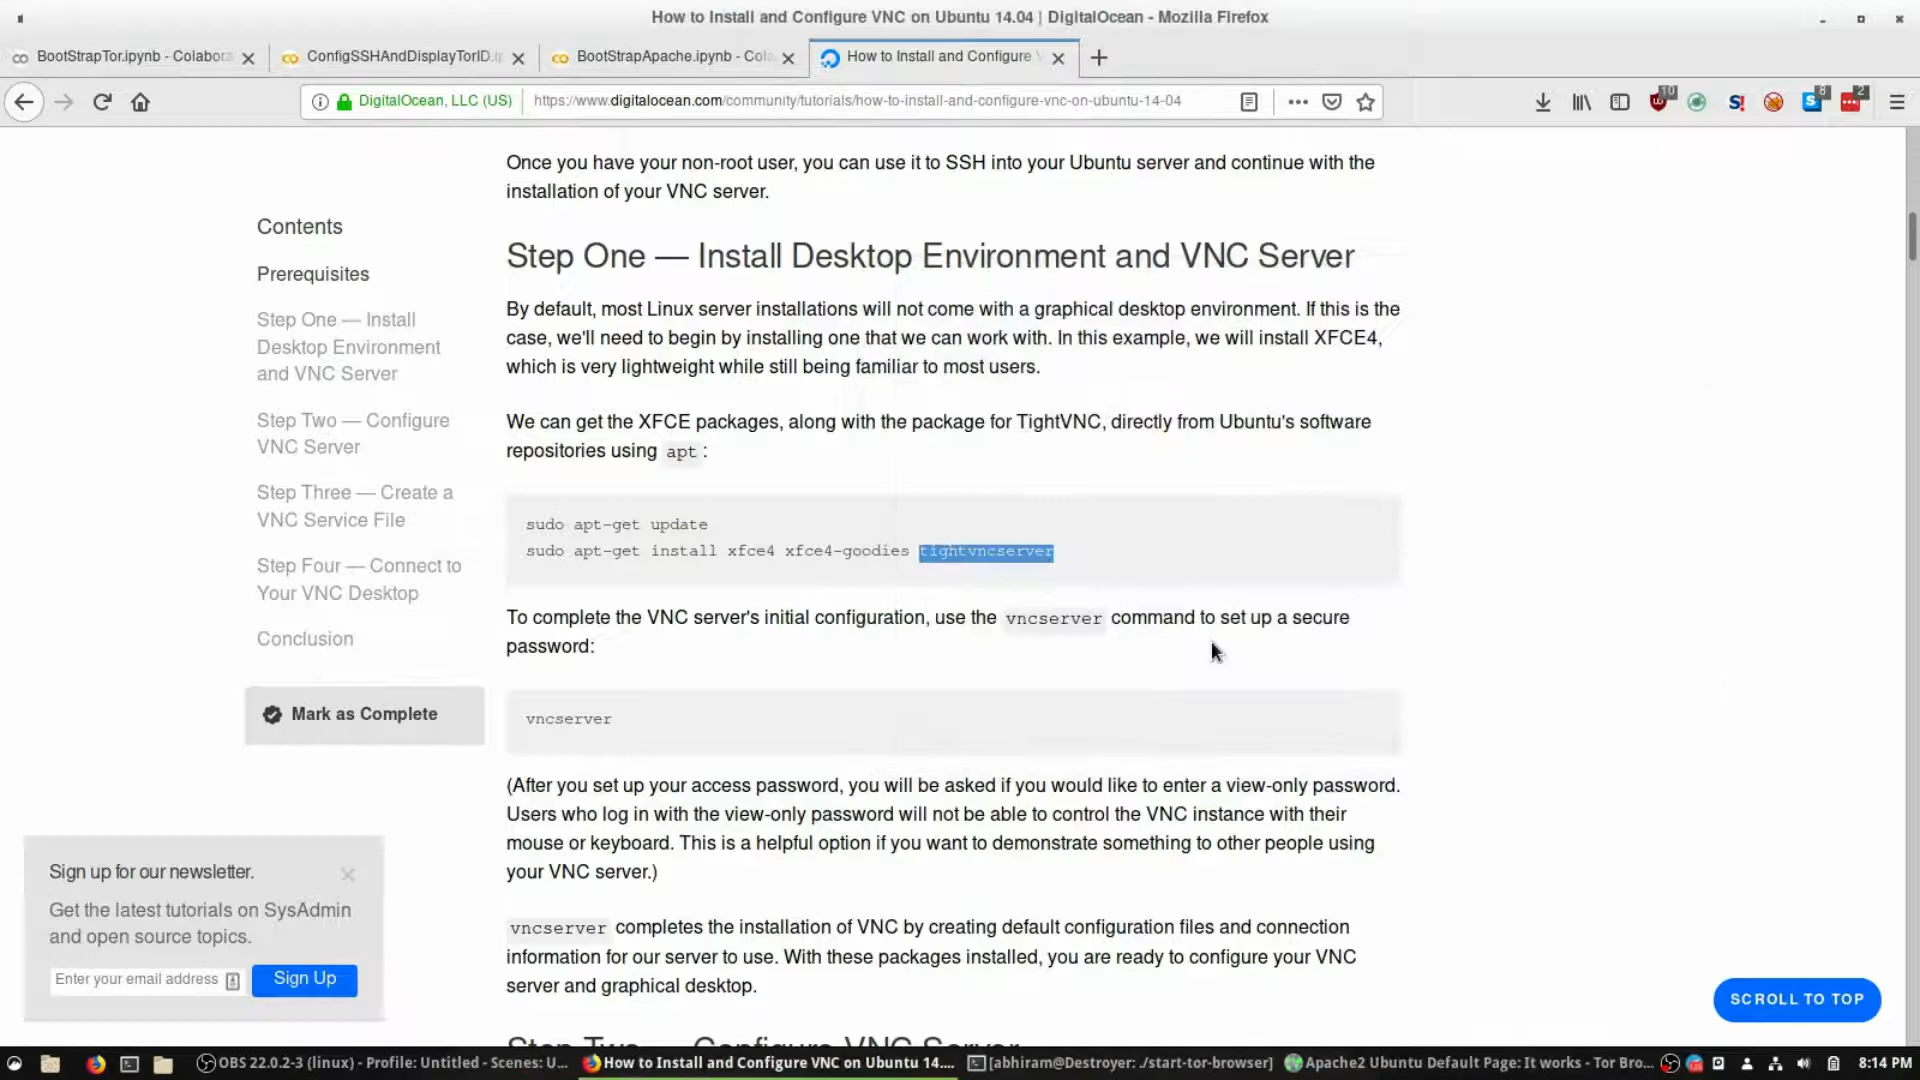 How to Install and Configure VNC on Ubuntu 14.04 | DigitalOcean - Mozilla Firefox
BootStrapTor.ipynb - Colabora
ConfigSSHAndDisplayTorID.i
BootStrapApache.ipynb - Cola
How to Install and Configure V
DigitalOcean, LLC (US)
https://www.digitalocean.com/community/tutorials/how-to-install-and-configure-vnc-on-ubuntu-14-04
10
S!
8
2
Once you have your non-root user, you can use it to SSH into your Ubuntu server and continue with the
installation of your VNC server.
Contents
Prerequisites
Step One — Install
Desktop Environment
and VNC Server
Step Two — Configure
VNC Server
Step Three — Create a
VNC Service File
Step Four — Connect to
Your VNC Desktop
Conclusion
Mark as Complete
Step One — Install Desktop Environment and VNC Server
By default, most Linux server installations will not come with a graphical desktop environment. If this is the
case, we'll need to begin by installing one that we can work with. In this example, we will install XFCE4,
which is very lightweight while still being familiar to most users.
We can get the XFCE packages, along with the package for TightVNC, directly from Ubuntu's software
repositories using apt :
sudo apt-get update
sudo apt-get install xfce4 xfce4-goodies tightvncserver
To complete the VNC server's initial configuration, use the vncserver command to set up a secure
password:
vncserver
(After you set up your access password, you will be asked if you would like to enter a view-only password.
Users who log in with the view-only password will not be able to control the VNC instance with their
mouse or keyboard. This is a helpful option if you want to demonstrate something to other people using
your VNC server.)
vncserver completes the installation of VNC by creating default configuration files and connection
information for our server to use. With these packages installed, you are ready to configure your VNC
server and graphical desktop.
Step Two — Configure VNC Server
Sign up for our newsletter.
Get the latest tutorials on SysAdmin
and open source topics.
Enter your email address
Sign Up
SCROLL TO TOP
OBS 22.0.2-3 (linux) - Profile: Untitled - Scenes: U...
How to Install and Configure VNC on Ubuntu 14....
[abhiram@Destroyer: ./start-tor-browser]
Apache2 Ubuntu Default Page: It works - Tor Bro...
8:14 PM